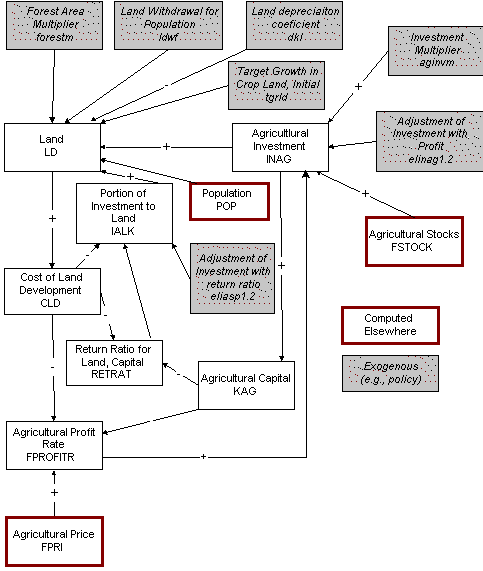 Forest Area
Multiplier
forestm
Land Withdrawal for
Population
ldwf
Land depreciaiton
coeficient
dkl
Investment
Multiplier
aginvm
Target Growth in
Crop Land, Initial
tgrld
Land
LD
Agricultlural
Investment
INAG
Adjustment of
Investment with
Profit
elinag1.2
Portion of
Investment to
Land
IALK
Population
POP
Agricultural Stocks
FSTOCK
Adjustment of
Investment with
return ratio
eliasp1.2
Cost of Land
Development
CLD
Computed
Elsewhere
Return Ratio for
Land, Capital
RETRAT
Agricultural Capital
KAG
Exogenous
(e.g., policy)
Agricultural Profit
Rate
FPROFITR
Agricultural Price
FPRI